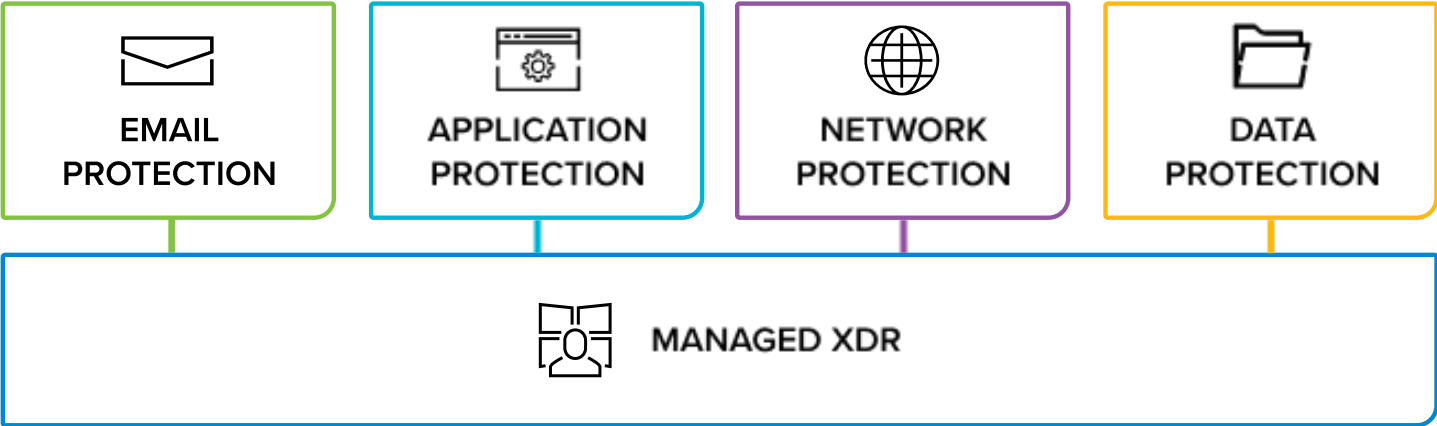 EMAIL
PROTECTION
APPLICATION
PROTECTION
NETWORK
PROTECTION
DATA
PROTECTION
MANAGED XDR